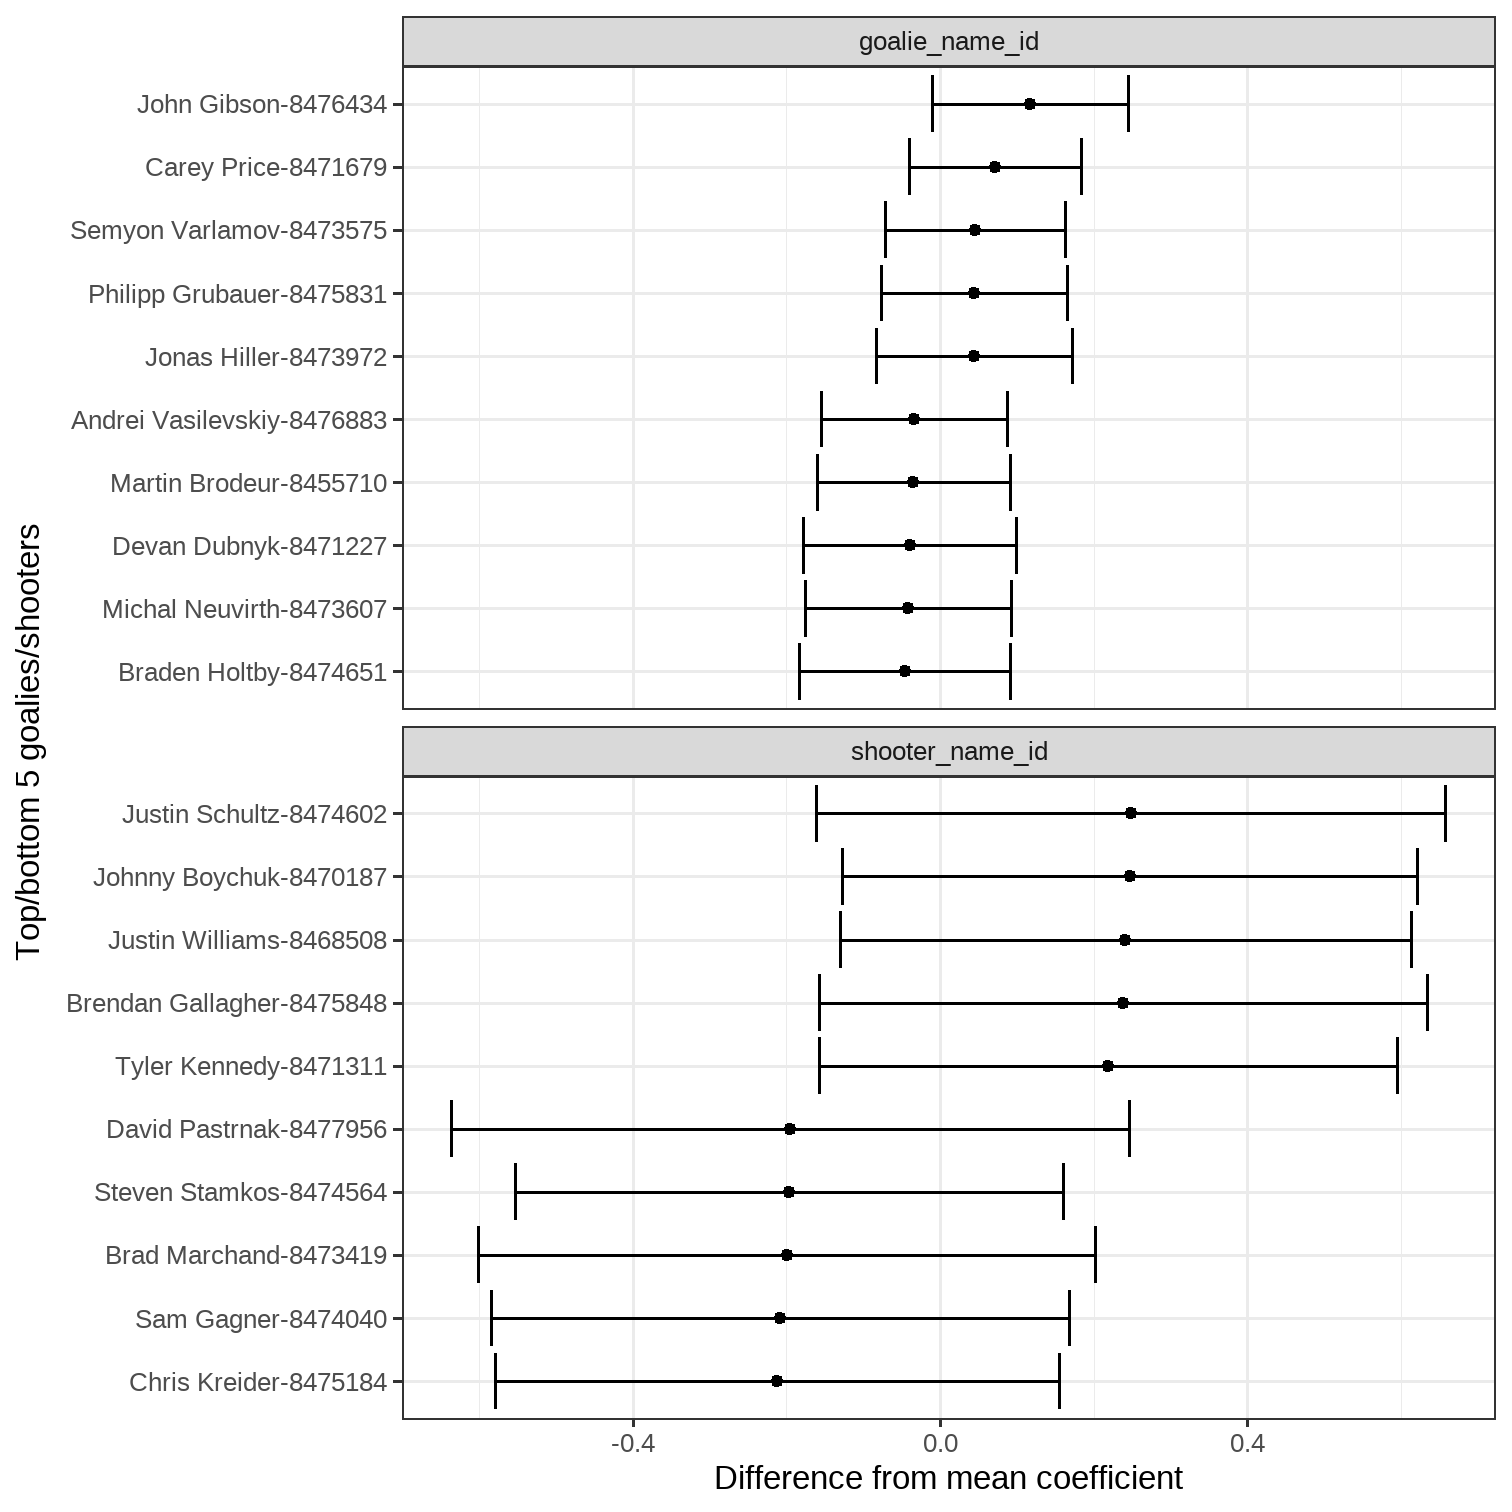 goalie_name_id
John Gibson-8476434
Carey Price-8471679
Semyon Varlamov-8473575
Philipp Grubauer-8475831
Jonas Hiller-8473972
Andrei Vasilevskiy-8476883
Martin Brodeur-8455710
Devan Dubnyk-8471227
Michal Neuvirth-8473607
Braden Holtby-8474651
Top/bottom 5 goalies/shooters
shooter_name_id
Justin Schultz-8474602
Johnny Boychuk-8470187
Justin Williams-8468508
Brendan Gallagher-8475848
Tyler Kennedy-8471311
David Pastrnak-8477956
Steven Stamkos-8474564
Brad Marchand-8473419
Sam Gagner-8474040
Chris Kreider-8475184
-0.4 0.0 0.4
Difference from mean coefficient